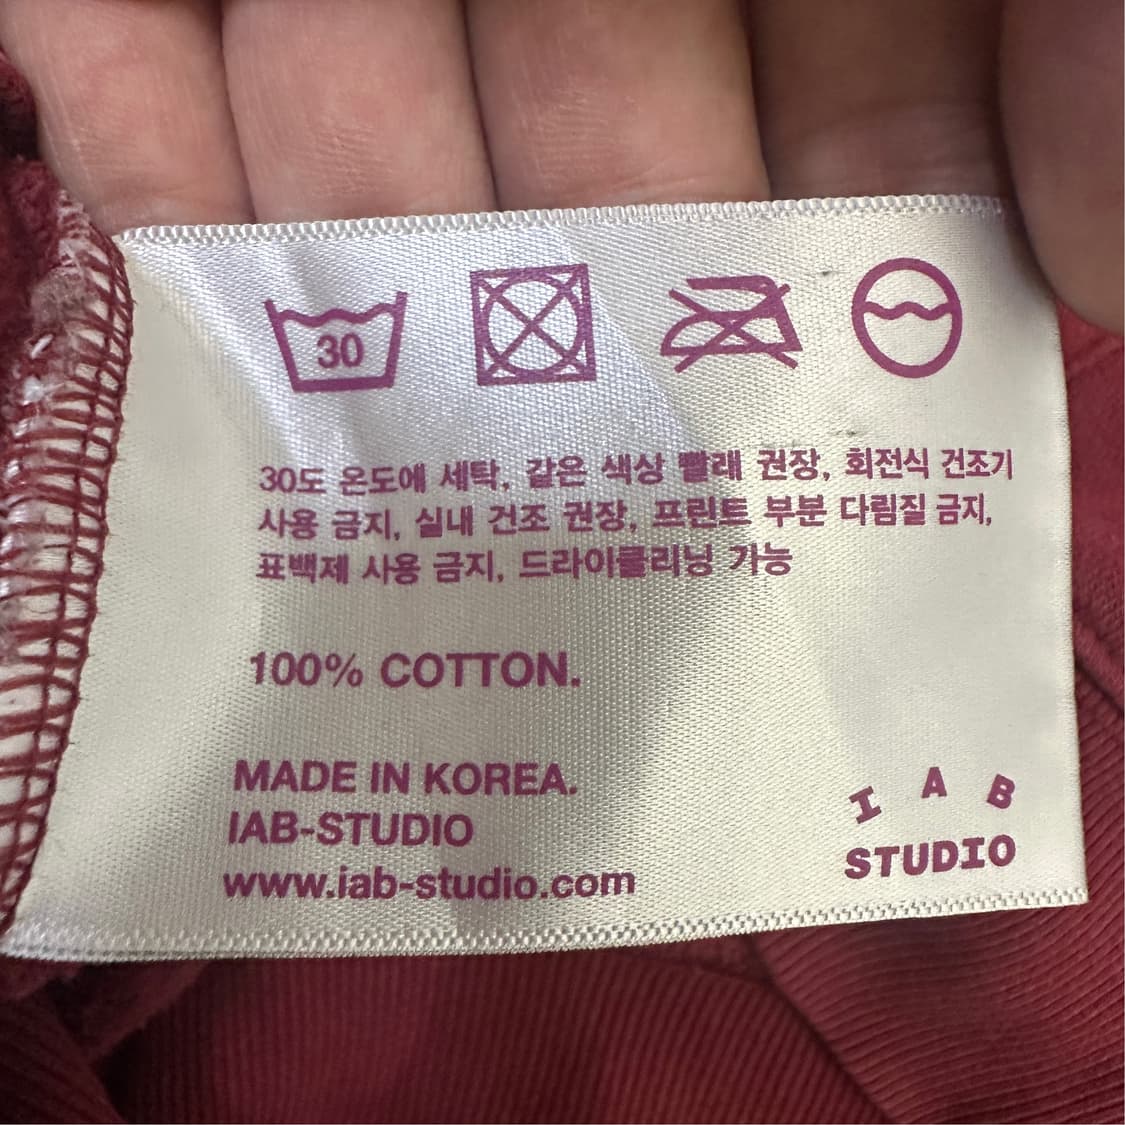 30
30도 온도에 세탁, 같은 색상 빨래 권장, 회전식 건조기
사용 금지, 실내 건조 권장, 프린트 부분 다림질 금지,
표백제 사용 금지, 드라이클리닝 가능
100% COTTON.
MADE IN KOREA.
IAB-STUDIO
www.iab-studio.com
I A B
STUDIO